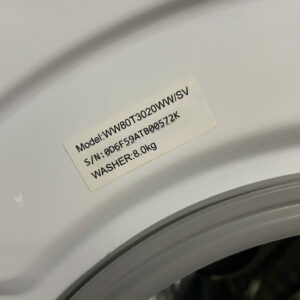 Model:WW80T3020WW/SV
S/N:0D6F59ATB00572K
WASHER:8.0kg